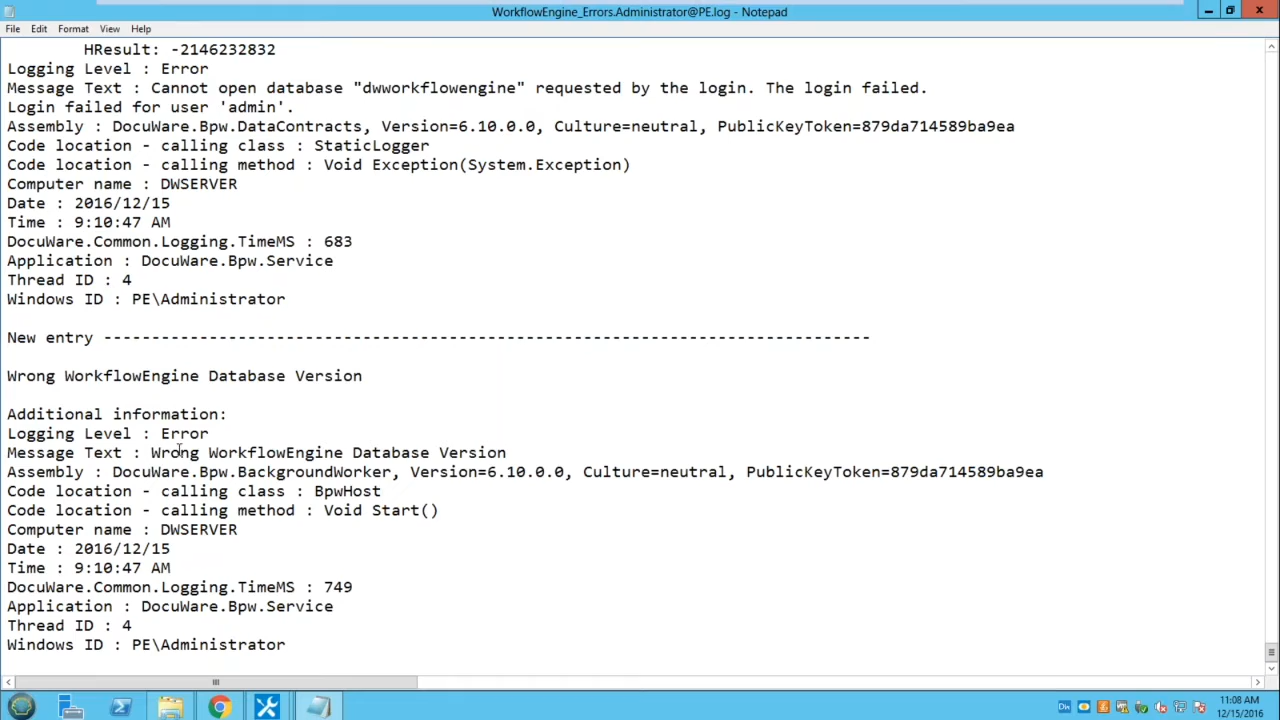 WorkflowEngine_Errors.Administrator@PE.log - Notepad
File Edit Format View Help
HResult: -2146232832
Logging Level : Error
Message Text : Cannot open database "dwworkflowengine" requested by the login. The login failed.
Login failed for user 'admin'.
Assembly : DocuWare.Bpw.DataContracts, Version=6.10.0.0, Culture=neutral, PublicKeyToken=879da714589ba9ea
Code location - calling class : StaticLogger
Code location - calling method : Void Exception(System.Exception)
Computer name : DWSERVER
Date : 2016/12/15
Time : 9:10:47 AM
DocuWare.Common.Logging.TimeMS : 683
Application : DocuWare.Bpw.Service
Thread ID : 4
Windows ID : PE\Administrator
New entry --------------------------------------------------------------------------------
Wrong WorkflowEngine Database Version
Additional information:
Logging Level : Error
Message Text : Wrong WorkflowEngine Database Version
Assembly : DocuWare.Bpw.BackgroundWorker, Version=6.10.0.0, Culture=neutral, PublicKeyToken=879da714589ba9ea
Code location - calling class : BpwHost
Code location - calling method : Void Start()
Computer name : DWSERVER
Date : 2016/12/15
Time : 9:10:47 AM
DocuWare.Common.Logging.TimeMS : 749
Application : DocuWare.Bpw.Service
Thread ID : 4
Windows ID : PE\Administrator
11:08 AM
12/15/2016